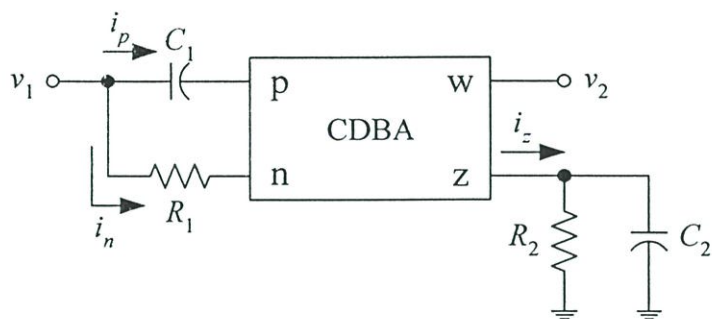 i_p C_1
v_1 p w v_2
CDBA
i_z
n z
i_n R_1
R_2 C_2